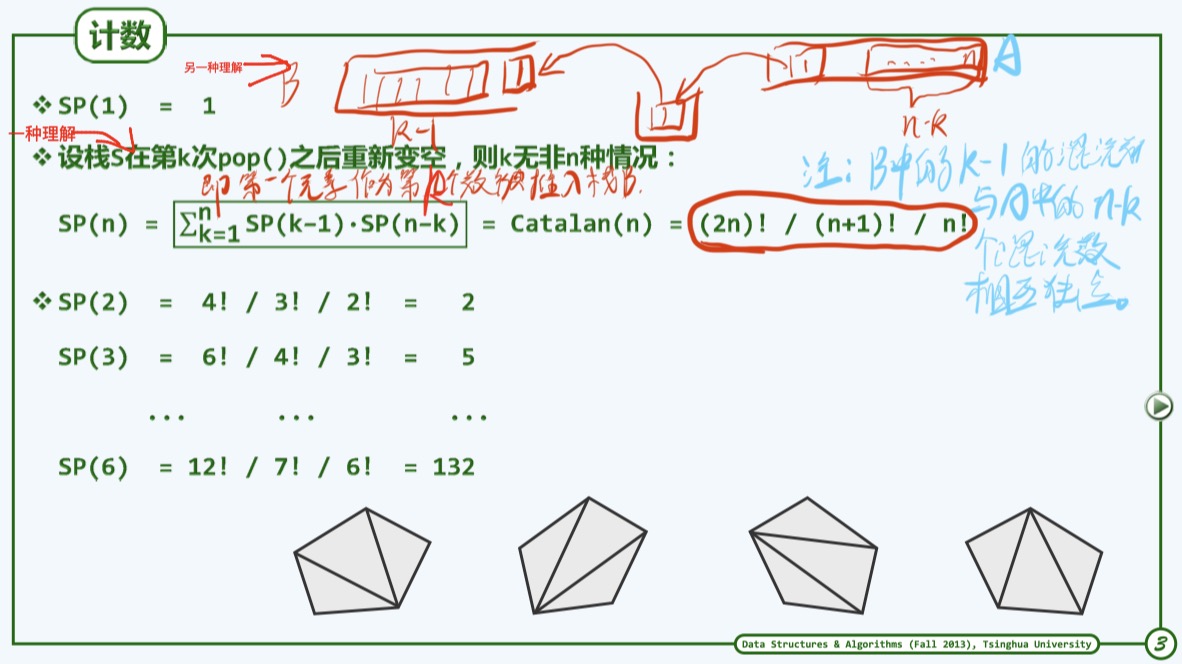 计数
另一种理解
B
A
❖ SP(1) = 1
k-1
n-k
一种理解
❖ 设栈S在第k次pop()之后重新变空，则k无非n种情况：
即第一个元素作为第k个数被推入栈B.
注：B中的k-1的混洗数
与A中的n-k
个混洗数
相互独立。
SP(n) = ∑ⁿₖ₌₁ SP(k-1)·SP(n-k) = Catalan(n) = (2n)! / (n+1)! / n!
❖ SP(2) = 4! / 3! / 2! = 2
SP(3) = 6! / 4! / 3! = 5
... ... ...
SP(6) = 12! / 7! / 6! = 132
Data Structures & Algorithms (Fall 2013), Tsinghua University
3